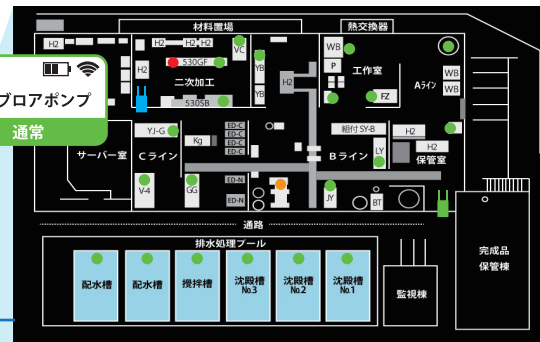 材料置場
熱交換器
H2
H2
H2
H2
VC
530GF
H2
YB
二次加工
YB
530SB
H2
WB
P
工作室
FZ
Aライン
WB
WB
ブロアポンプ
通常
サーバー室
Cライン
YJ-G
Kg
ED-C
ED-C
ED-C
ED-C
V-4
GG
ED-N
ED-N
組付 SY-B
Bライン
LY
H2
H2
保管室
JY
BT
通路
排水処理プール
配水槽
配水槽
攪拌槽
沈殿槽
No.3
沈殿槽
No.2
沈殿槽
No.1
監視棟
完成品
保管棟